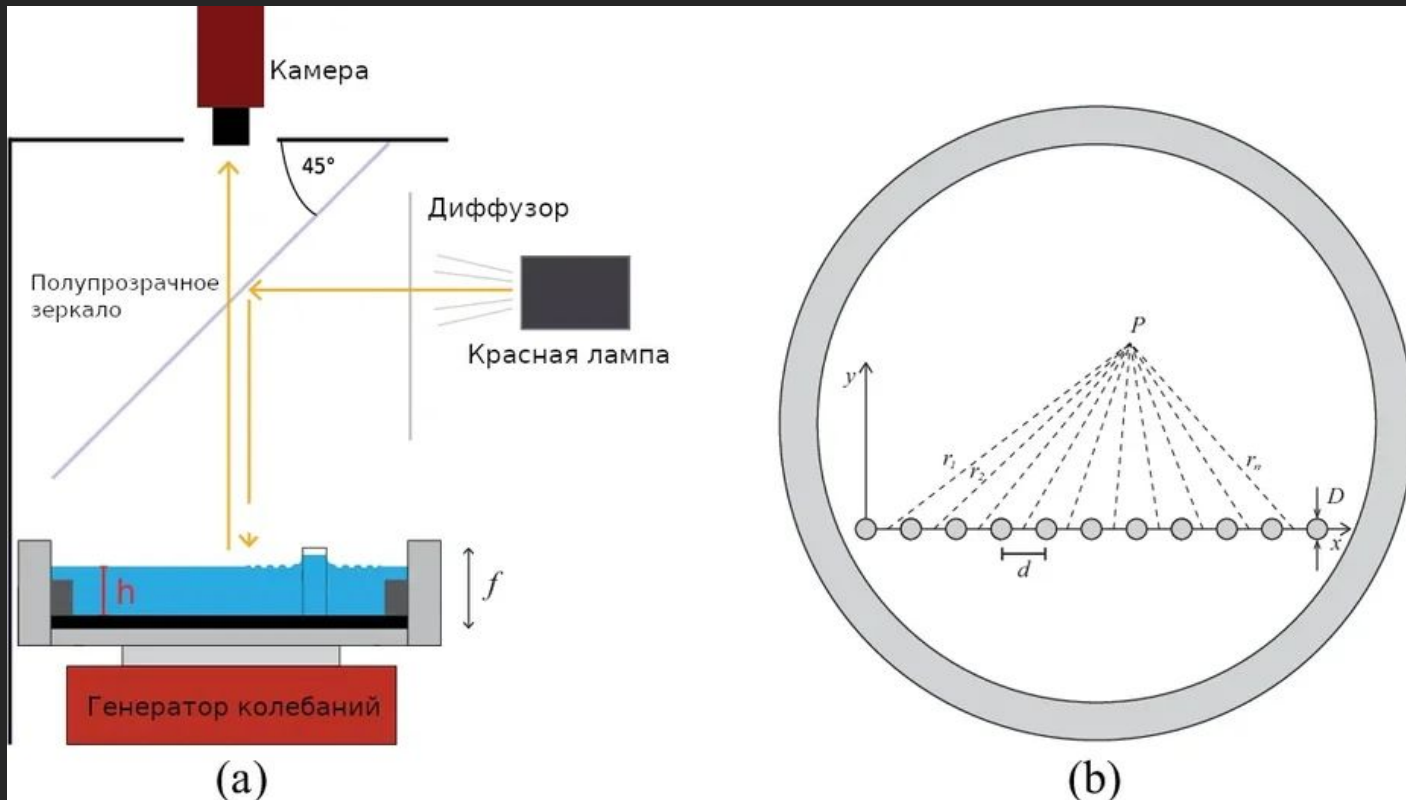 Камера
45°
Диффузор
Полупрозрачное
зеркало
Красная лампа
h
f
Генератор колебаний
(a)
P
y
r₁
r₂
rₙ
D
x
d
(b)